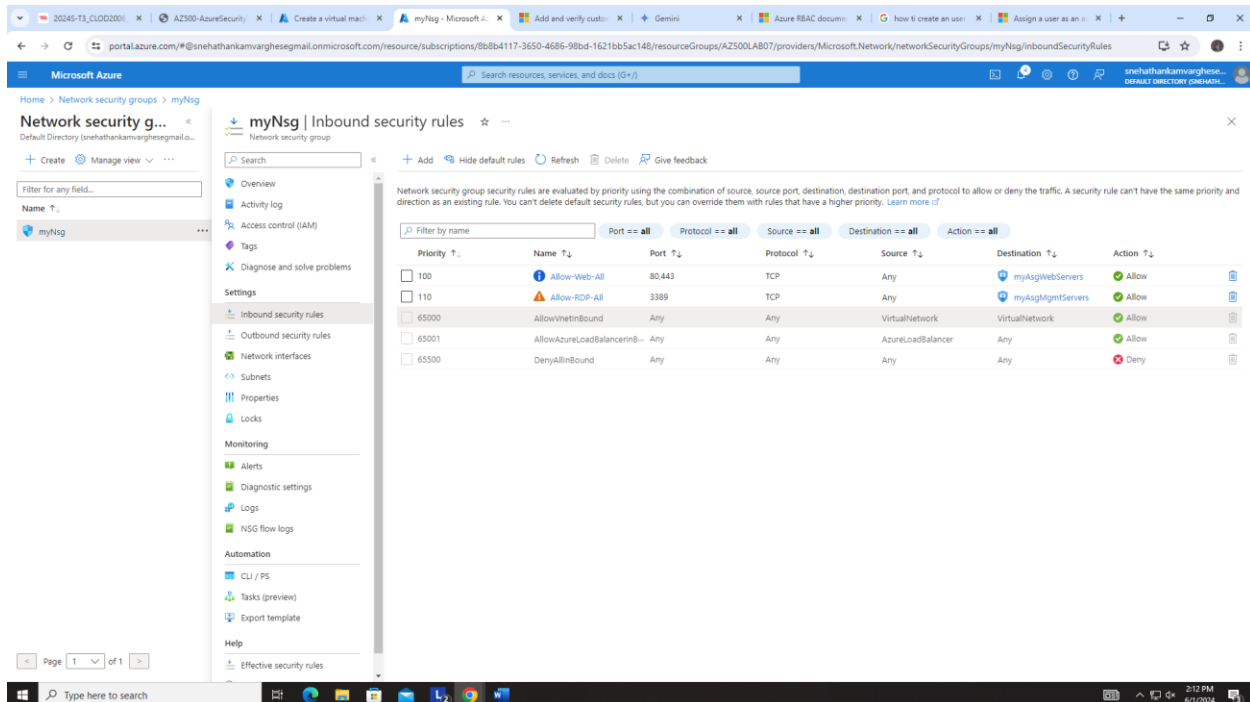 2024S-T3_CLOD200
AZ500-AzureSecurity
Create a virtual mach
myNsg - Microsoft A
Add and verify custo
Gemini
Azure RBAC docume
how ti create an user
Assign a user as an a
portal.azure.com/#@snehathankamvarghesegmail.onmicrosoft.com/resource/subscriptions/8b8b4117-3650-4686-98bd-1621bb5ac148/resourceGroups/AZ500LAB07/providers/Microsoft.Network/networkSecurityGroups/myNsg/inboundSecurityRules
Microsoft Azure
Search resources, services, and docs (G+/)
snehathankamvarghese...
DEFAULT DIRECTORY (SNEHATH...
Home > Network security groups > myNsg
Network security g...
Default Directory (snehathankamvarghesegmail.o...
Create Manage view ...
Filter for any field...
Name ↑
myNsg ...
Page 1 of 1
myNsg | Inbound security rules
Network security group
Search
Overview
Activity log
Access control (IAM)
Tags
Diagnose and solve problems
Settings
Inbound security rules
Outbound security rules
Network interfaces
Subnets
Properties
Locks
Monitoring
Alerts
Diagnostic settings
Logs
NSG flow logs
Automation
CLI / PS
Tasks (preview)
Export template
Help
Effective security rules
Add Hide default rules Refresh Delete Give feedback
Network security group security rules are evaluated by priority using the combination of source, source port, destination, destination port, and protocol to allow or deny the traffic. A security rule can't have the same priority and
direction as an existing rule. You can't delete default security rules, but you can override them with rules that have a higher priority. Learn more
Filter by name Port == all Protocol == all Source == all Destination == all Action == all
Priority ↑ Name ↑↓ Port ↑↓ Protocol ↑↓ Source ↑↓ Destination ↑↓ Action ↑↓
100 Allow-Web-All 80,443 TCP Any myAsgWebServers Allow
110 Allow-RDP-All 3389 TCP Any myAsgMgmtServers Allow
65000 AllowVnetInBound Any Any VirtualNetwork VirtualNetwork Allow
65001 AllowAzureLoadBalancerInB... Any Any AzureLoadBalancer Any Allow
65500 DenyAllInBound Any Any Any Any Deny
Type here to search
2:12 PM
6/1/2024